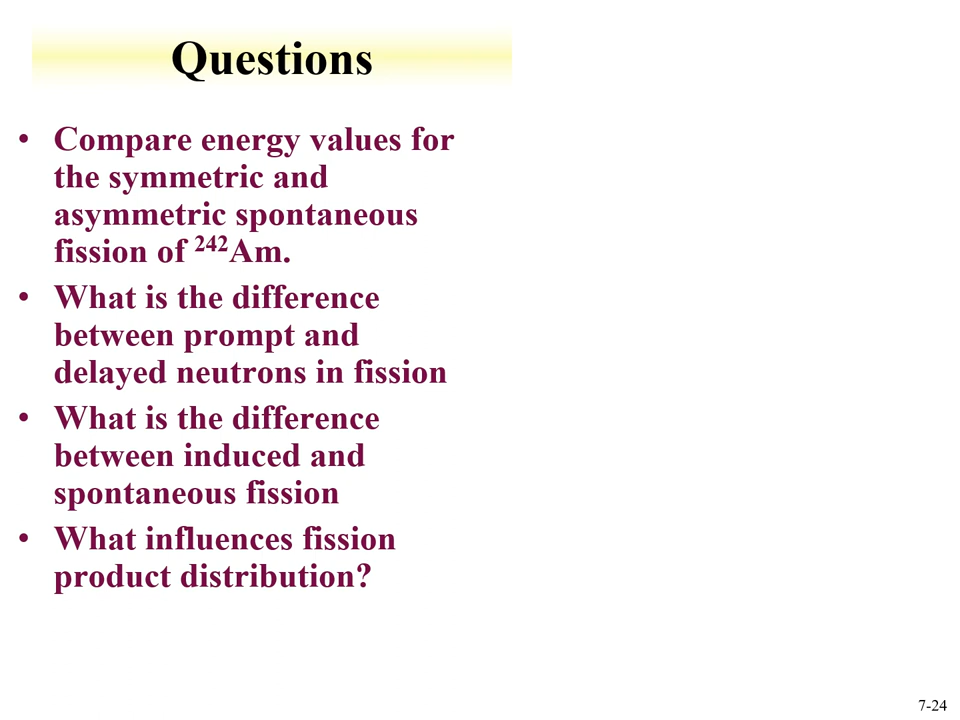 Questions
• Compare energy values for
the symmetric and
asymmetric spontaneous
fission of ²⁴²Am.
• What is the difference
between prompt and
delayed neutrons in fission
• What is the difference
between induced and
spontaneous fission
• What influences fission
product distribution?
7-24